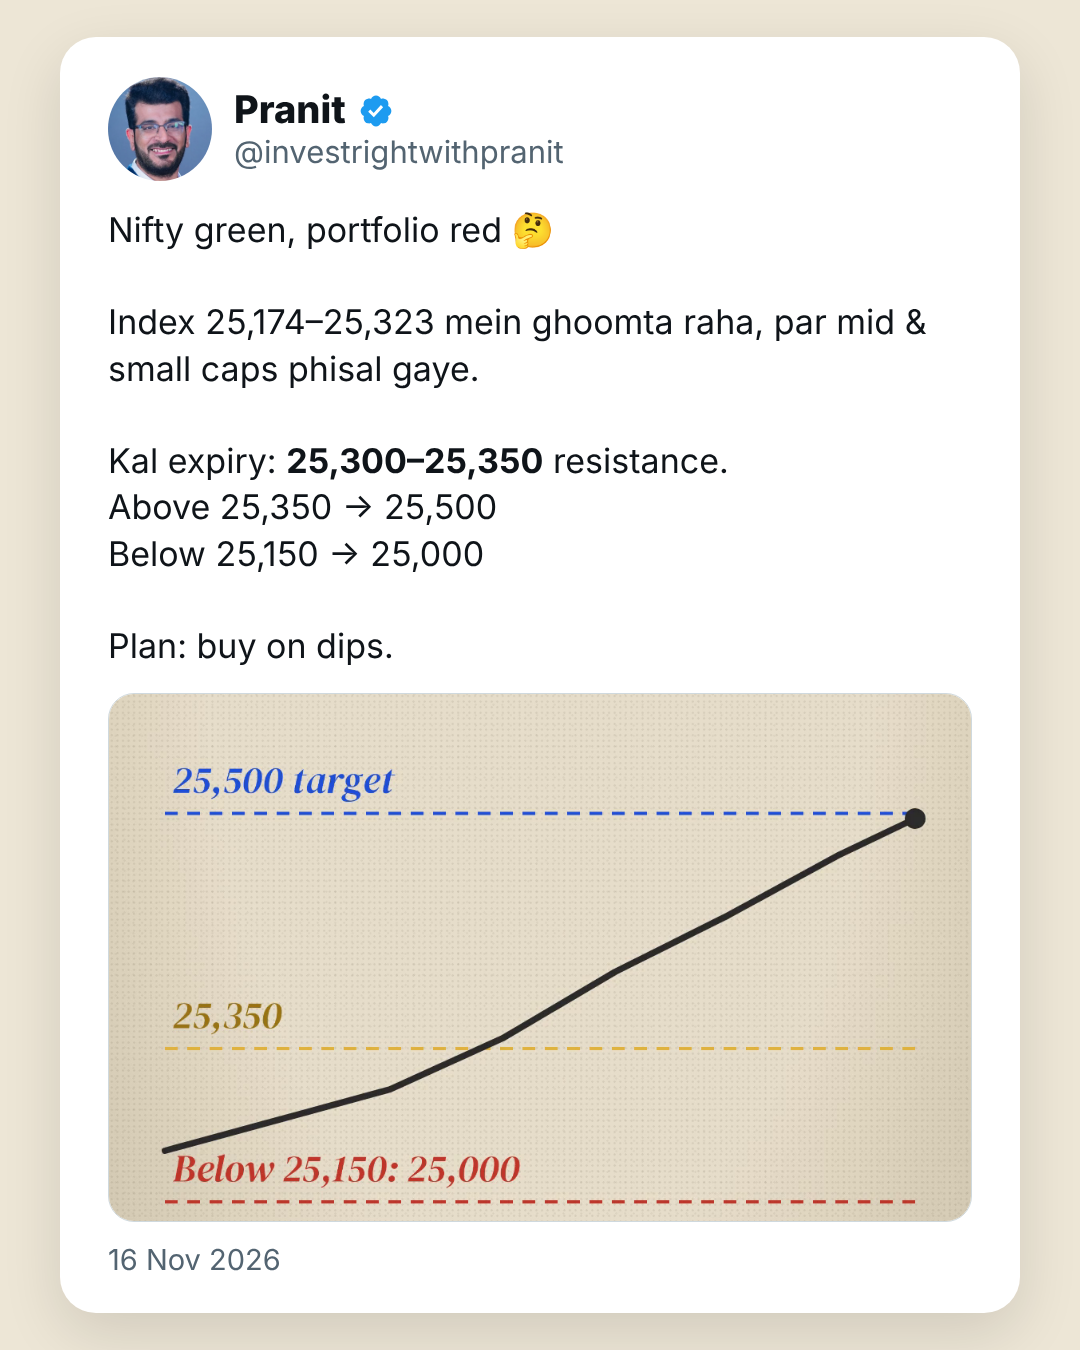 Pranit
@investrightwithpranit
Nifty green, portfolio red 🤔
Index 25,174–25,323 mein ghoomta raha, par mid &
small caps phisal gaye.
Kal expiry: 25,300–25,350 resistance.
Above 25,350 → 25,500
Below 25,150 → 25,000
Plan: buy on dips.
25,500 target
25,350
Below 25,150: 25,000
16 Nov 2026